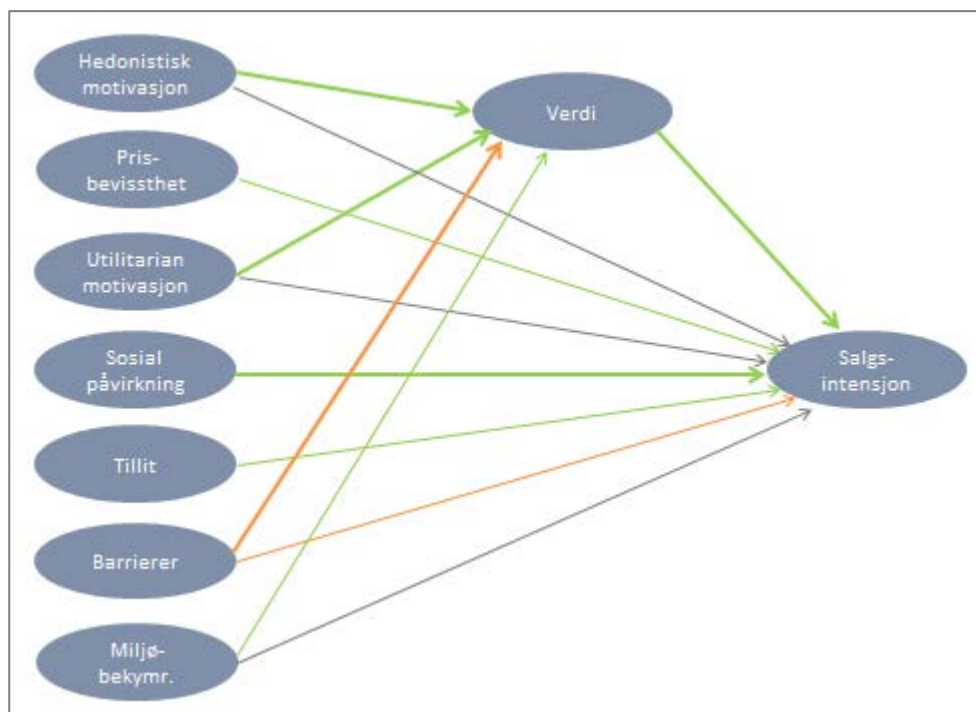 Hedonistisk
motivasjon
Verdi
Pris-
bevissthet
Utilitarian
motivasjon
Sosial
påvirkning
Salgs-
intensjon
Tillit
Barrierer
Miljø-
bekymr.